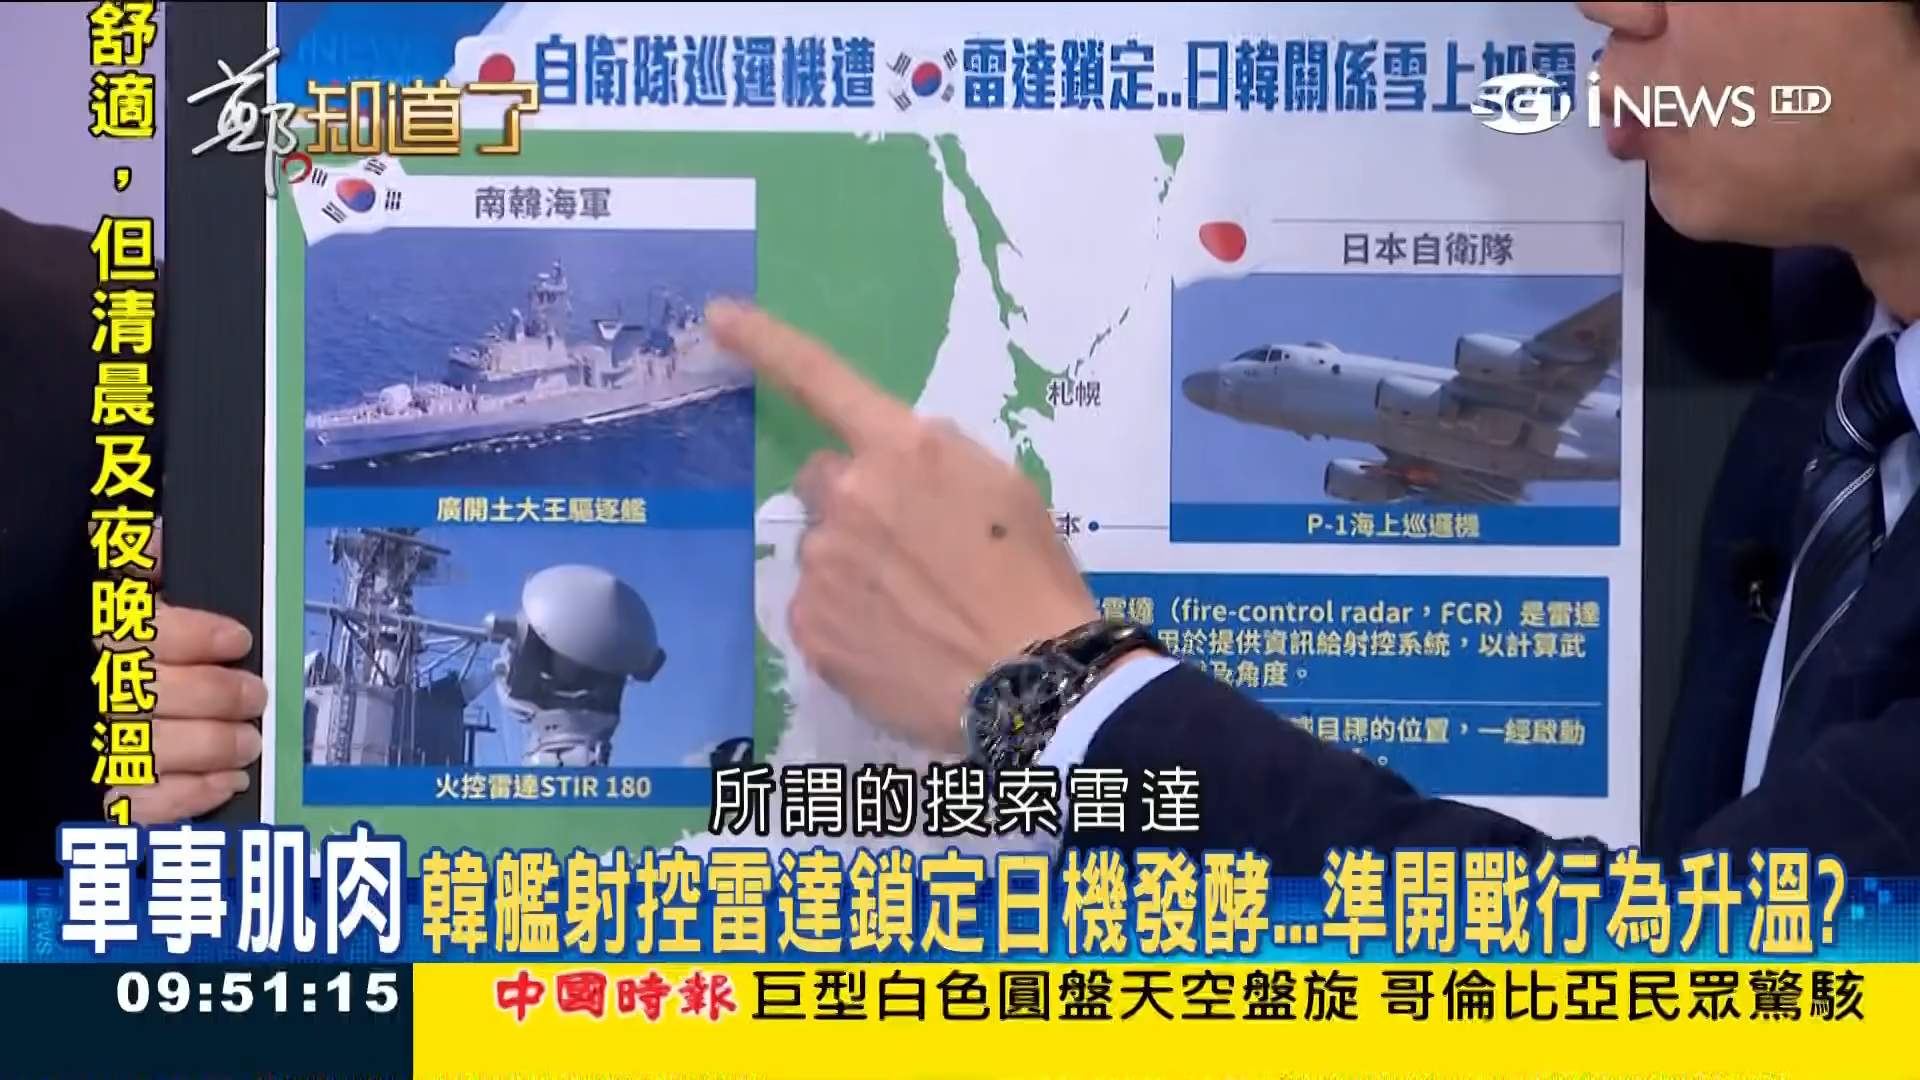 舒適，但清晨及夜晚低溫1
鄭知道了
自衛隊巡邏機遭
雷達鎖定..日韓關係雪上加霜？
SET iNEWS HD
南韓海軍
日本自衛隊
札幌
廣開土大王驅逐艦
P-1海上巡邏機
本
（fire-control radar，FCR）是雷達
用於提供資訊給射控系統，以計算武
及角度。
目標的位置，一經啟動
火控雷達STIR 180
所謂的搜索雷達
軍事肌肉
韓艦射控雷達鎖定日機發酵...準開戰行為升溫?
09:51:15
中國時報 巨型白色圓盤天空盤旋 哥倫比亞民眾驚駭